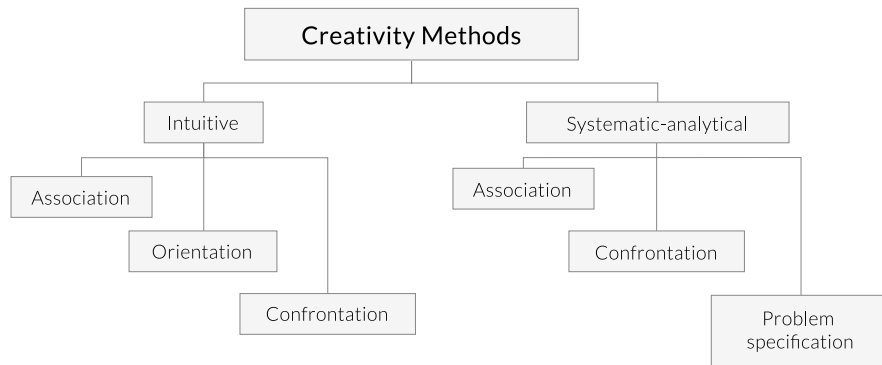 Creativity Methods
Intuitive
Systematic-analytical
Association
Orientation
Confrontation
Association
Confrontation
Problem
specification